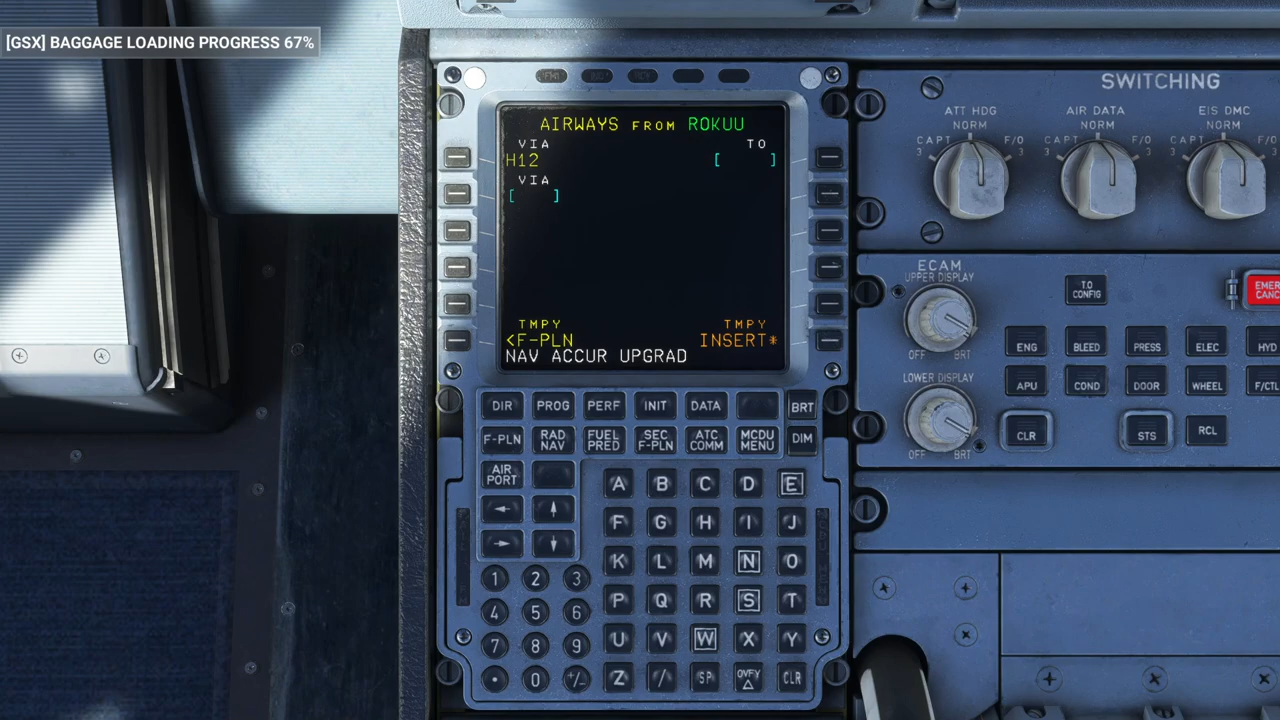 [GSX] BAGGAGE LOADING PROGRESS 67%
AIRWAYS FROM ROKUU
VIA TO
H12 [ ]
VIA
[ ]
TMPY TMPY
<F-PLN INSERT*
NAV ACCUR UPGRAD
DIR PROG PERF INIT DATA BRT
F-PLN RAD NAV FUEL PRED SEC F-PLN ATC COMM MCDU MENU DIM
AIR PORT
← ↑
→ ↓
A B C D E
F G H I J
K L M N O
P Q R S T
U V W X Y
Z / SP OVFY △ CLR
1 2 3
4 5 6
7 8 9
. 0 +/-
SWITCHING
ATT HDG AIR DATA EIS DMC
NORM NORM NORM
CAPT 3 F/O 3 CAPT 3 F/O 3 CAPT 3 F/O 3
ECAM
UPPER DISPLAY
OFF BRT
LOWER DISPLAY
OFF BRT
T.O CONFIG
EMER CANC
ENG BLEED PRESS ELEC HYD
APU COND DOOR WHEEL F/CTL
CLR STS RCL